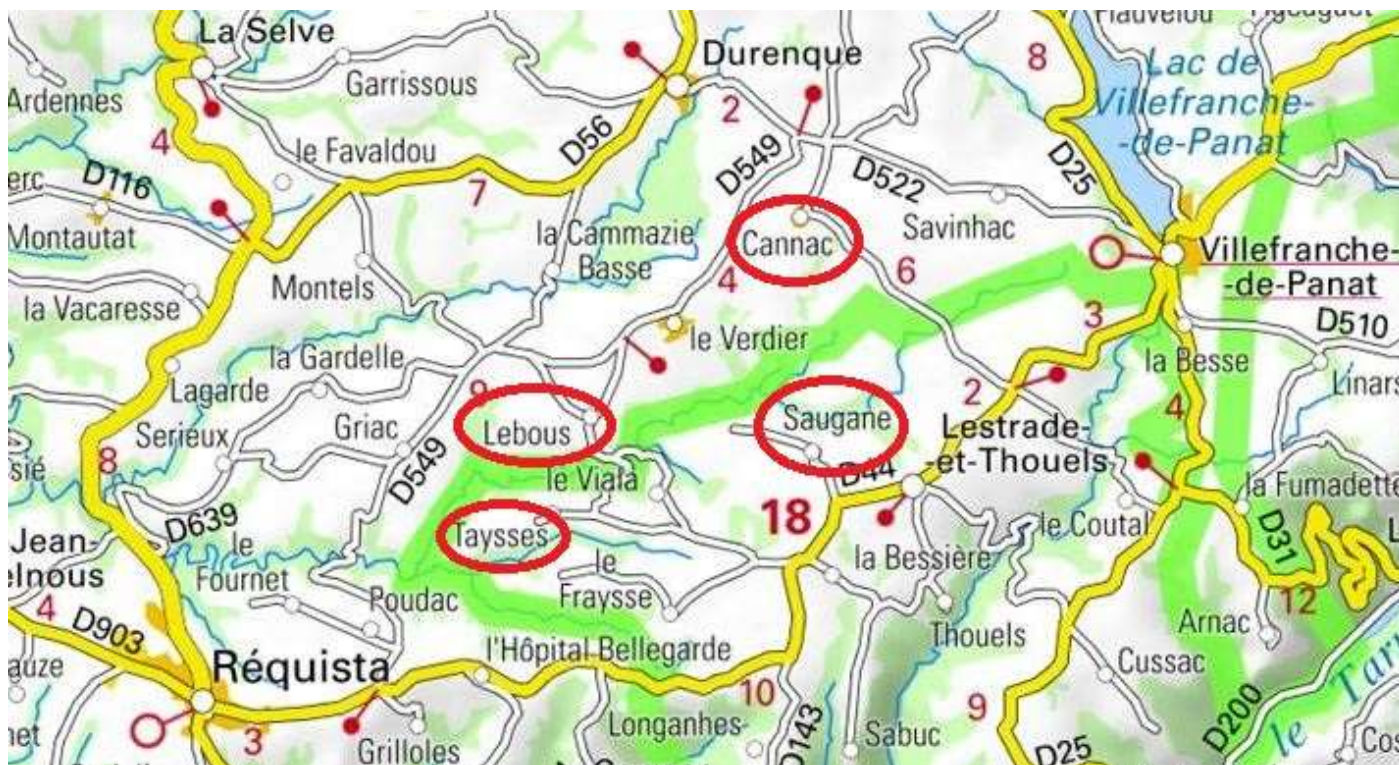 La Selve
Durenque
8
Lac de
Villefranche-
-de-Panat
Garrissous
Ardennes
2
4
le Favaldou
D56
D549
D522
D25
D116
7
Montautat
la Cammazie
Basse
Cannac
Savinhac
Villefranche-
-de-Panat
Montels
4
6
la Vacaresse
3
D510
le Verdier
la Gardelle
la Besse
Lagarde
9
2
Linars
Saugane
Lebous
Griac
Serieux
4
Lestrade-
-et-Thouels
8
D549
D44
le Viala
la Fumadette
18
D639
Taysses
le Coutal
Jean-
elnous
le
Fournet
la Bessière
D31
le
Fraysse
Poudac
12
4
D903
Arnac
Thouels
Réquista
l'Hôpital Bellegarde
Cussac
10
9
Longanhes-
D143
Sabuc
D200
le Tarn
3
Grilloles
D25